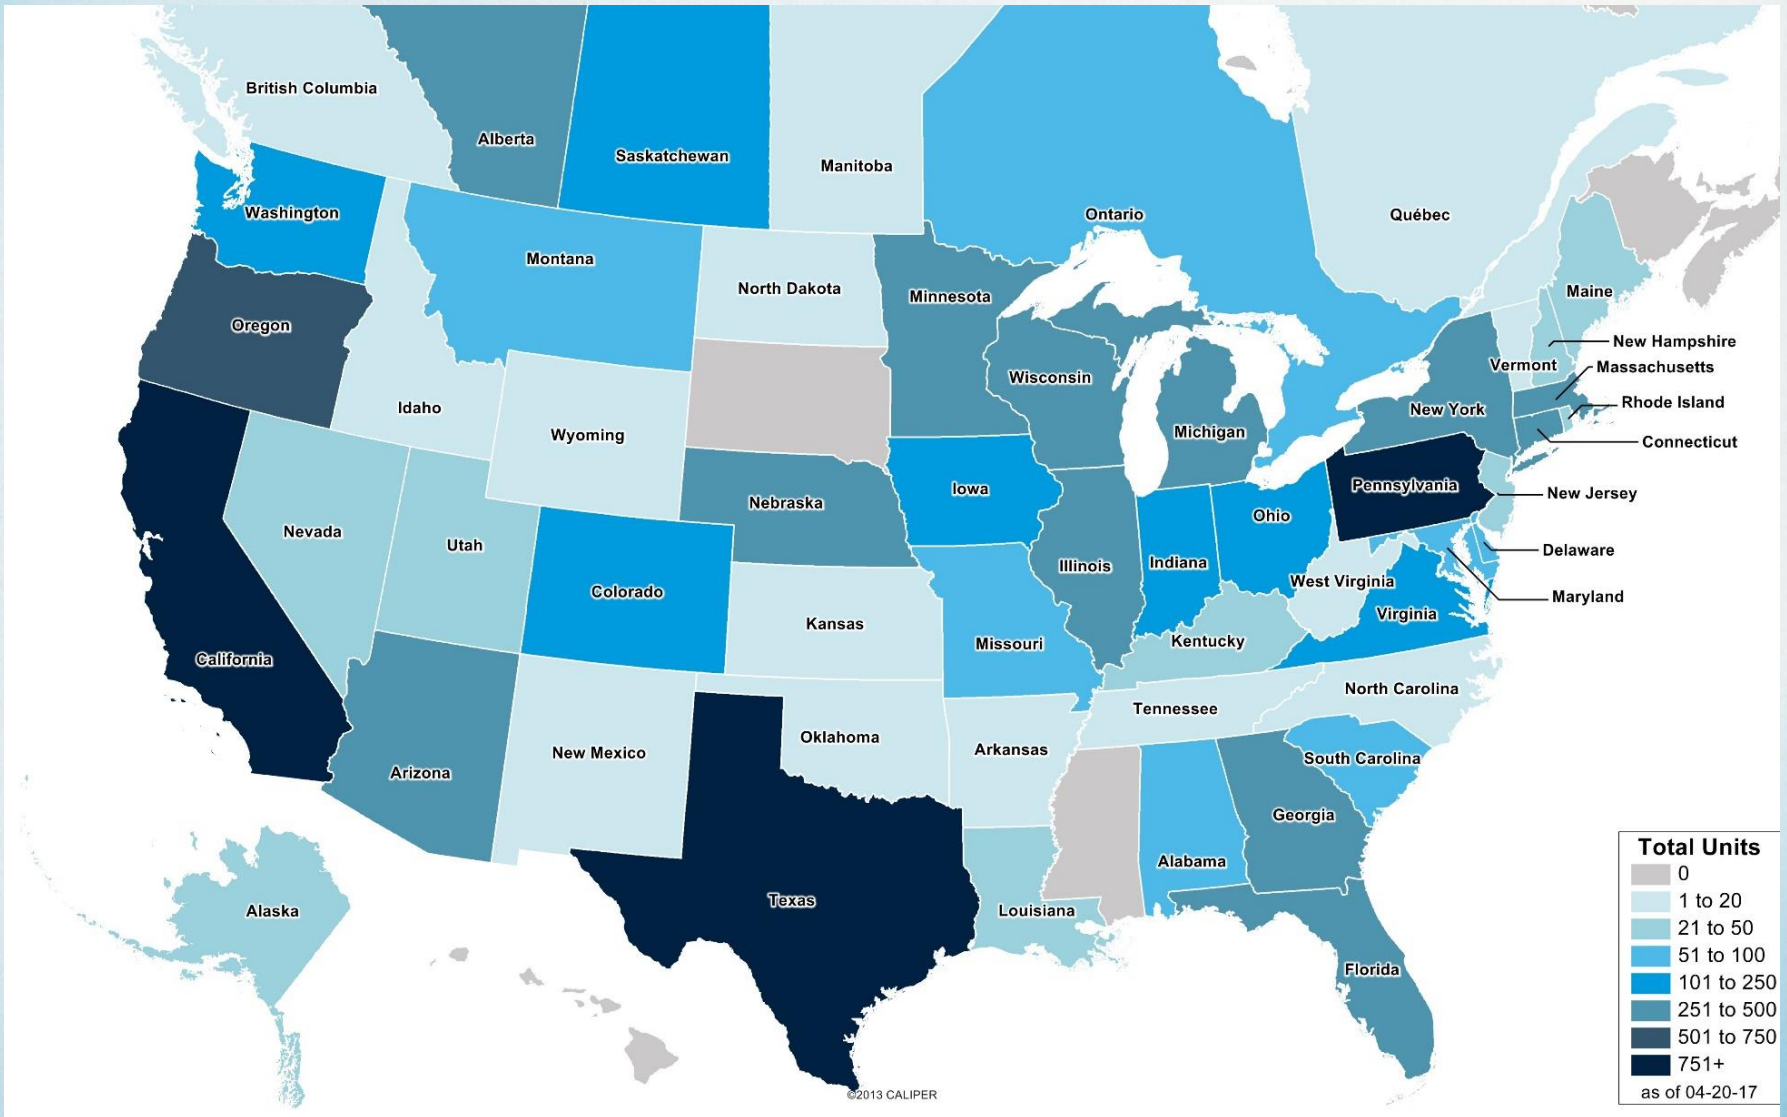 British Columbia
Alberta
Saskatchewan
Manitoba
Ontario
Québec
Washington
Montana
North Dakota
Minnesota
Maine
Oregon
New Hampshire
Vermont
Massachusetts
Wisconsin
Rhode Island
Idaho
New York
Wyoming
Michigan
Connecticut
Pennsylvania
Iowa
New Jersey
Nebraska
Ohio
Nevada
Utah
Delaware
Indiana
Illinois
West Virginia
Colorado
Maryland
Virginia
Kansas
Kentucky
Missouri
California
North Carolina
Tennessee
Oklahoma
Arkansas
New Mexico
South Carolina
Arizona
Georgia
Alabama
Texas
Louisiana
Alaska
Florida
Total Units
0
1 to 20
21 to 50
51 to 100
101 to 250
251 to 500
501 to 750
751+
as of 04-20-17
©2013 CALIPER